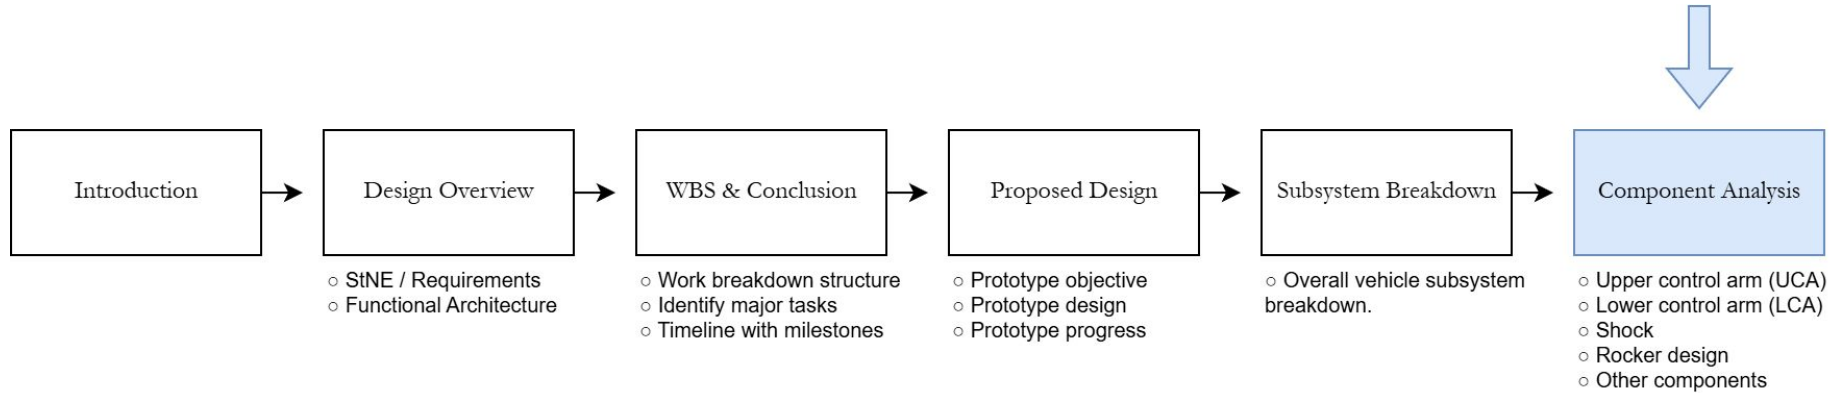 Introduction
Design Overview
○ StNE / Requirements
○ Functional Architecture
WBS & Conclusion
○ Work breakdown structure
○ Identify major tasks
○ Timeline with milestones
Proposed Design
○ Prototype objective
○ Prototype design
○ Prototype progress
Subsystem Breakdown
○ Overall vehicle subsystem
breakdown.
Component Analysis
○ Upper control arm (UCA)
○ Lower control arm (LCA)
○ Shock
○ Rocker design
○ Other components